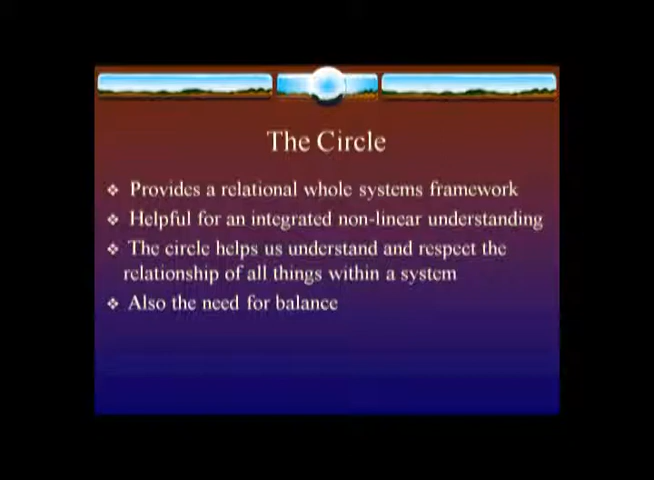 The Circle
❖ Provides a relational whole systems framework
❖ Helpful for an integrated non-linear understanding
❖ The circle helps us understand and respect the
relationship of all things within a system
❖ Also the need for balance